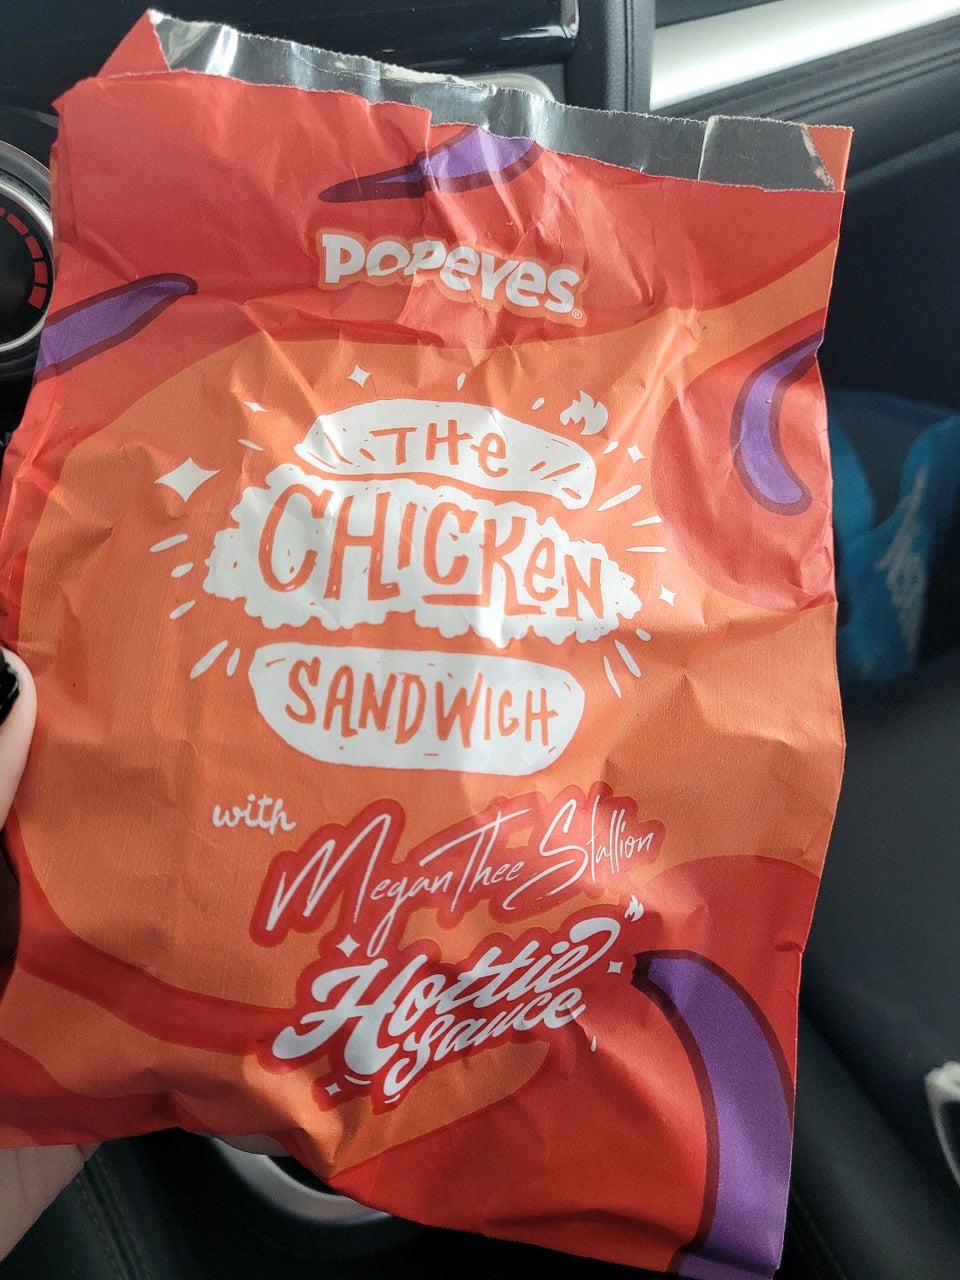 POPEYES®
THE
CHICKEN
SANDWICH
with
Megan Thee Stallion
Hottie
Sauce